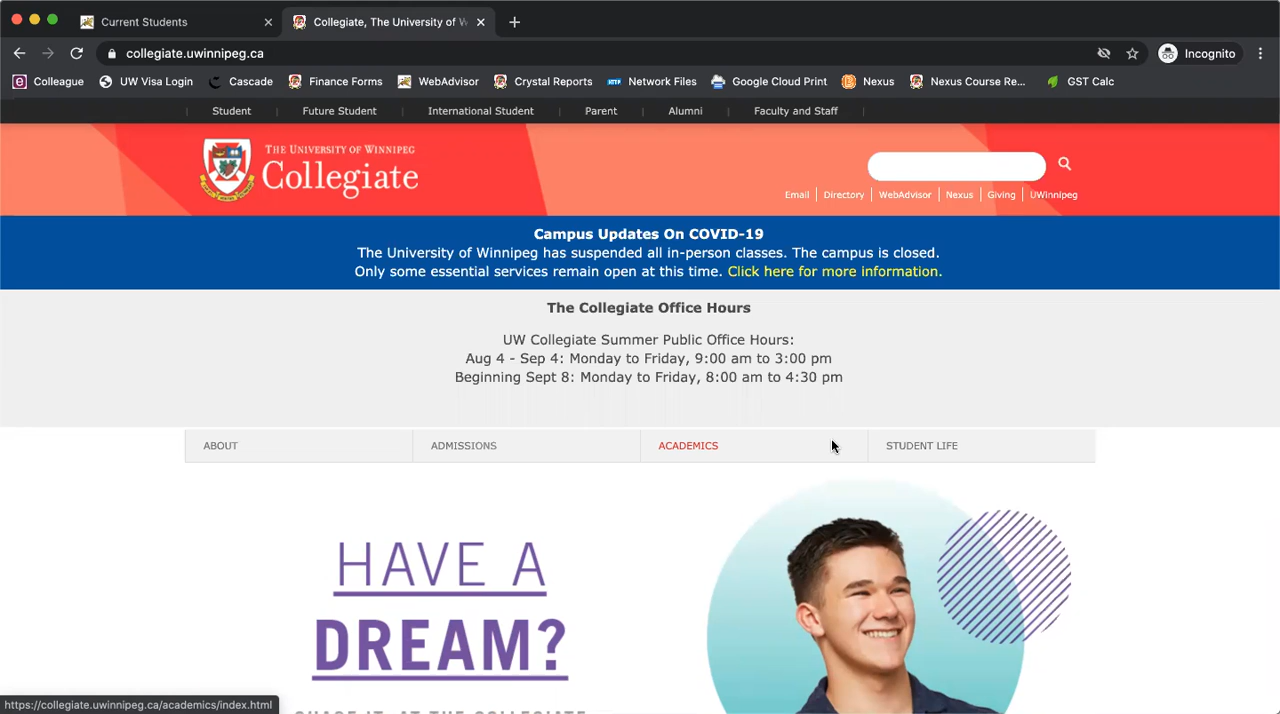 Current Students
Collegiate, The University of W
collegiate.uwinnipeg.ca
Incognito
Colleague
UW Visa Login
Cascade
Finance Forms
WebAdvisor
Crystal Reports
Network Files
Google Cloud Print
Nexus
Nexus Course Re...
GST Calc
Student
Future Student
International Student
Parent
Alumni
Faculty and Staff
THE UNIVERSITY OF WINNIPEG
Collegiate
Email
Directory
WebAdvisor
Nexus
Giving
UWinnipeg
Campus Updates On COVID-19
The University of Winnipeg has suspended all in-person classes. The campus is closed.
Only some essential services remain open at this time. Click here for more information.
The Collegiate Office Hours
UW Collegiate Summer Public Office Hours:
Aug 4 - Sep 4: Monday to Friday, 9:00 am to 3:00 pm
Beginning Sept 8: Monday to Friday, 8:00 am to 4:30 pm
ABOUT
ADMISSIONS
ACADEMICS
STUDENT LIFE
HAVE A
DREAM?
SHARE IT AT THE COLLEGIATE
https://collegiate.uwinnipeg.ca/academics/index.html